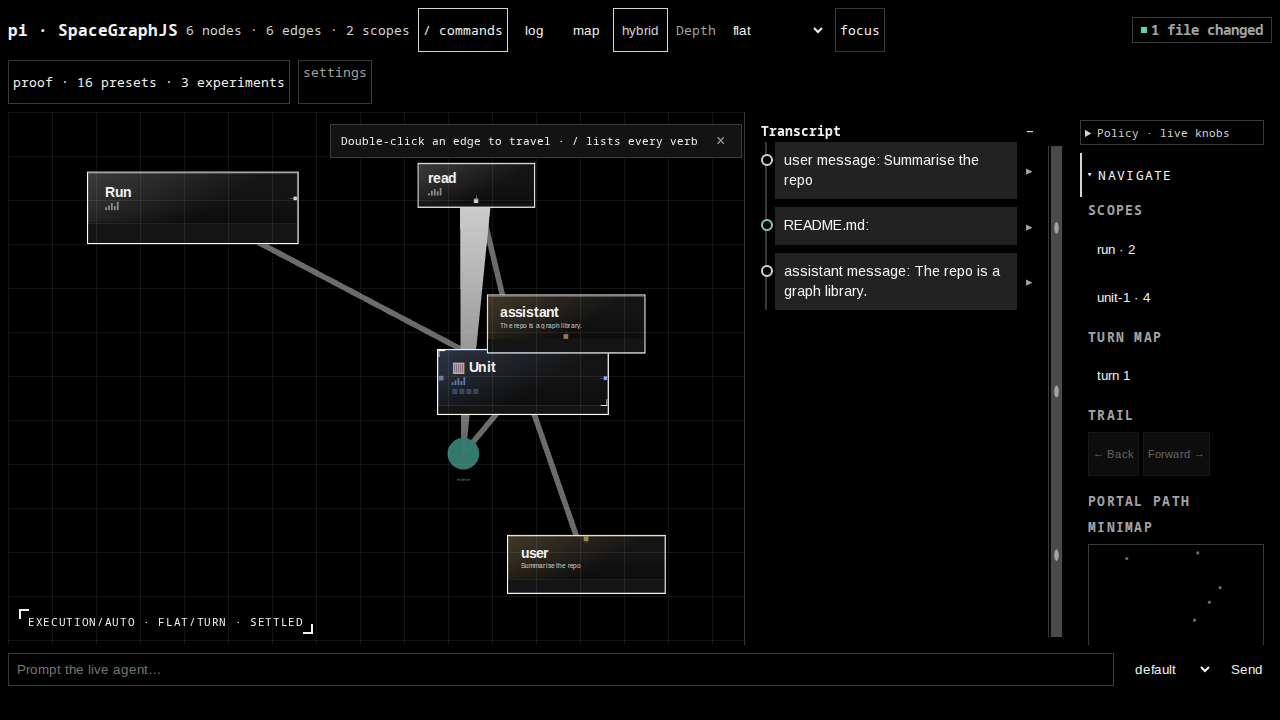 pi · SpaceGraphJS 6 nodes · 6 edges · 2 scopes / commands log map hybrid Depth flat focus 1 file changed
proof · 16 presets · 3 experiments settings
Double-click an edge to travel · / lists every verb ×
Run
read
assistant
The repo is a graph library.
Unit
user
Summarise the repo
EXECUTION/AUTO · FLAT/TURN · SETTLED
Transcript –
user message: Summarise the
repo
README.md:
assistant message: The repo is a
graph library.
▶ Policy · live knobs
▾ NAVIGATE
SCOPES
run · 2
unit-1 · 4
TURN MAP
turn 1
TRAIL
← Back Forward →
PORTAL PATH
MINIMAP
Prompt the live agent… default Send